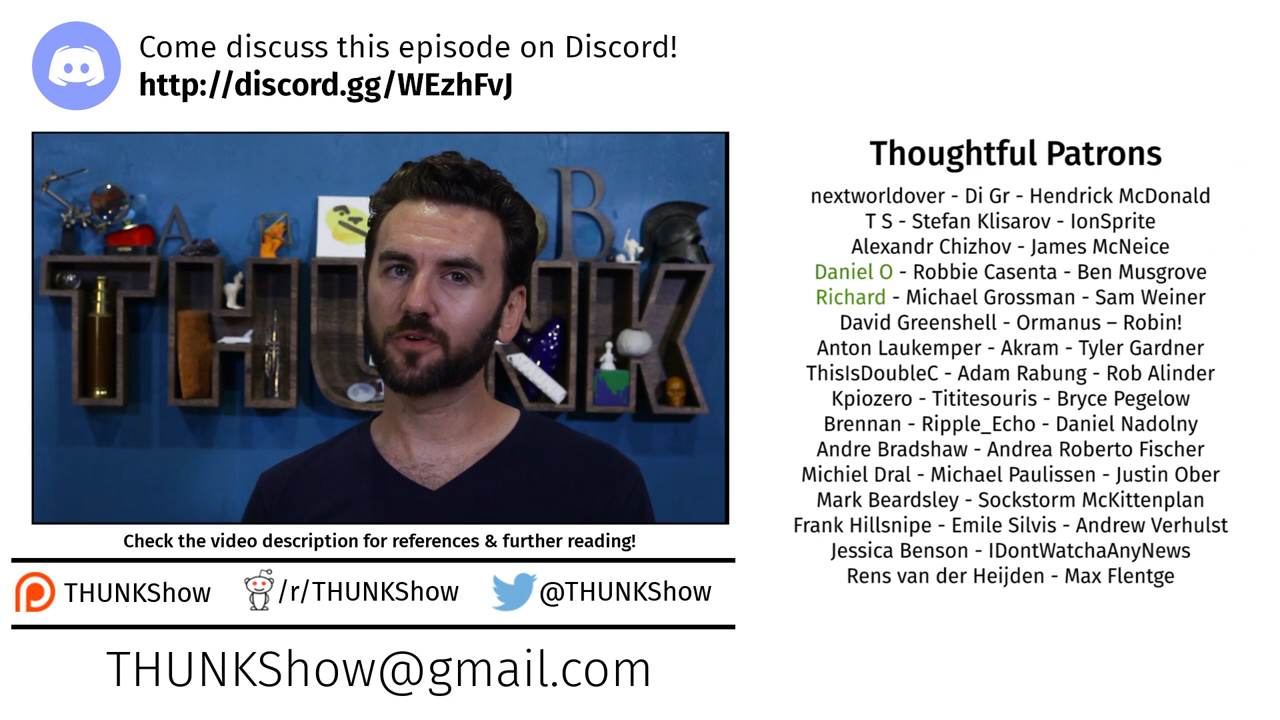 Come discuss this episode on Discord!
http://discord.gg/WEzhFvJ
A
B
THUNK
Check the video description for references & further reading!
THUNKShow
/r/THUNKShow
@THUNKShow
THUNKShow@gmail.com
Thoughtful Patrons
nextworldover - Di Gr - Hendrick McDonald
T S - Stefan Klisarov - IonSprite
Alexandr Chizhov - James McNeice
Daniel O - Robbie Casenta - Ben Musgrove
Richard - Michael Grossman - Sam Weiner
David Greenshell - Ormanus – Robin!
Anton Laukemper - Akram - Tyler Gardner
ThisIsDoubleC - Adam Rabung - Rob Alinder
Kpiozero - Tititesouris - Bryce Pegelow
Brennan - Ripple_Echo - Daniel Nadolny
Andre Bradshaw - Andrea Roberto Fischer
Michiel Dral - Michael Paulissen - Justin Ober
Mark Beardsley - Sockstorm McKittenplan
Frank Hillsnipe - Emile Silvis - Andrew Verhulst
Jessica Benson - IDontWatchaAnyNews
Rens van der Heijden - Max Flentge